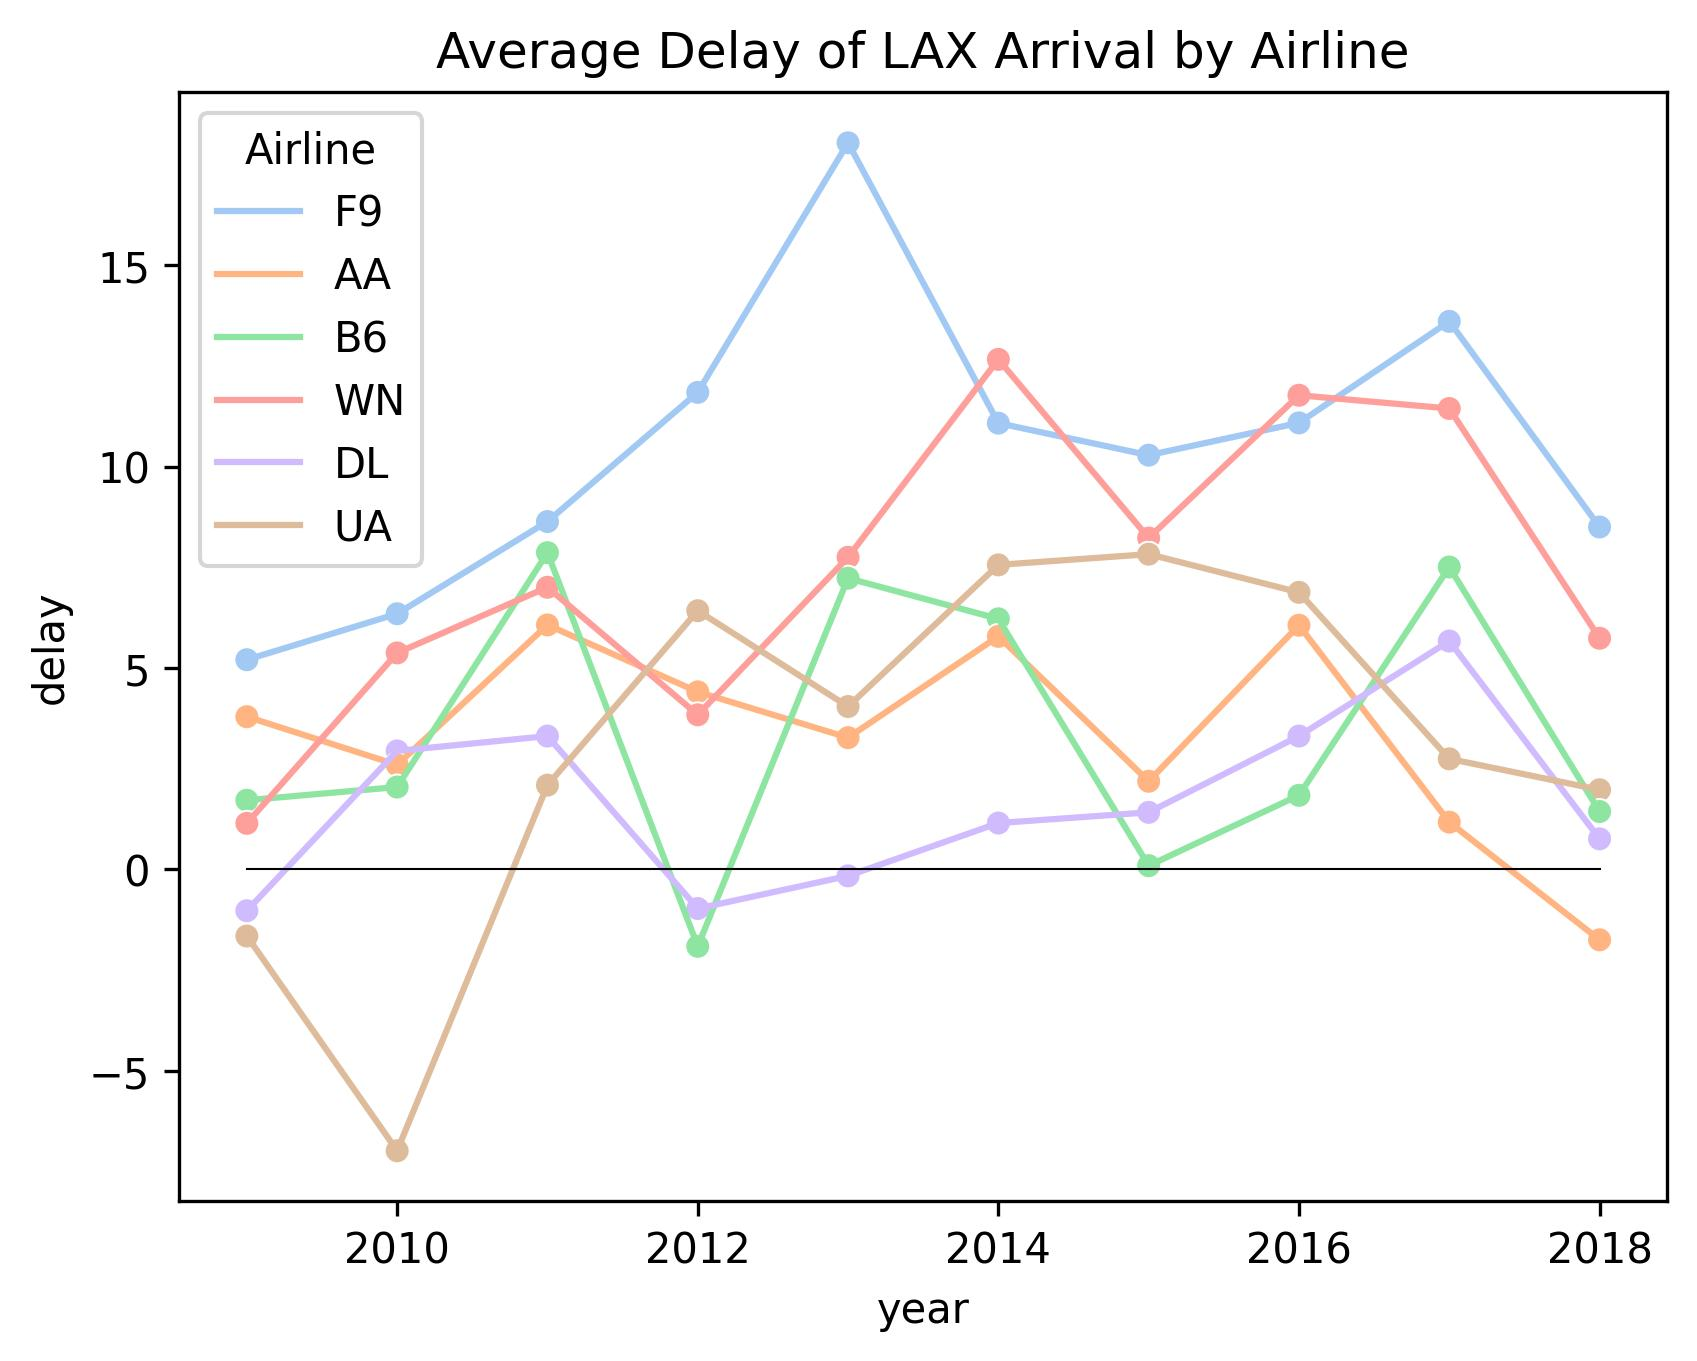 Average Delay of LAX Arrival by Airline
Airline
F9
AA
B6
WN
DL
UA
15
10
5
0
−5
delay
2010 2012 2014 2016 2018
year